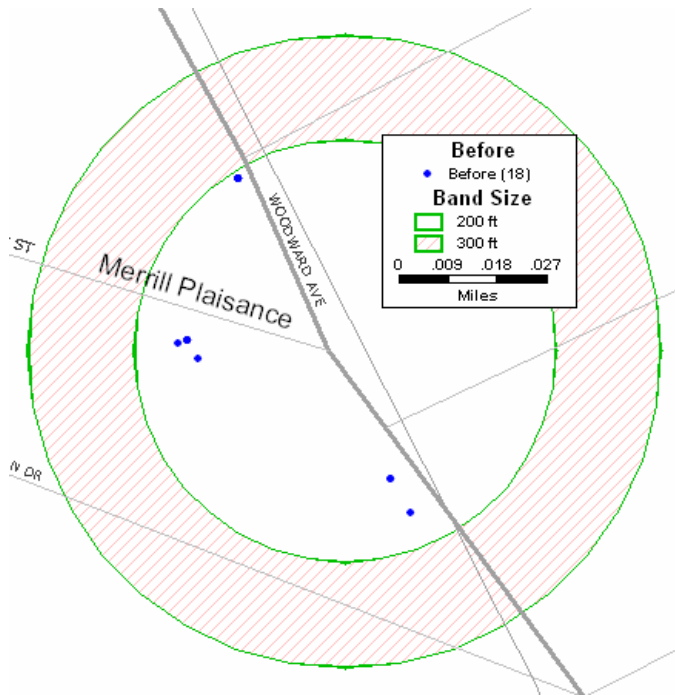 Before
Before (18)
Band Size
200 ft
300 ft
0 .009 .018 .027
Miles
WOODWARD AVE
ST
Merrill Plaisance
N DR